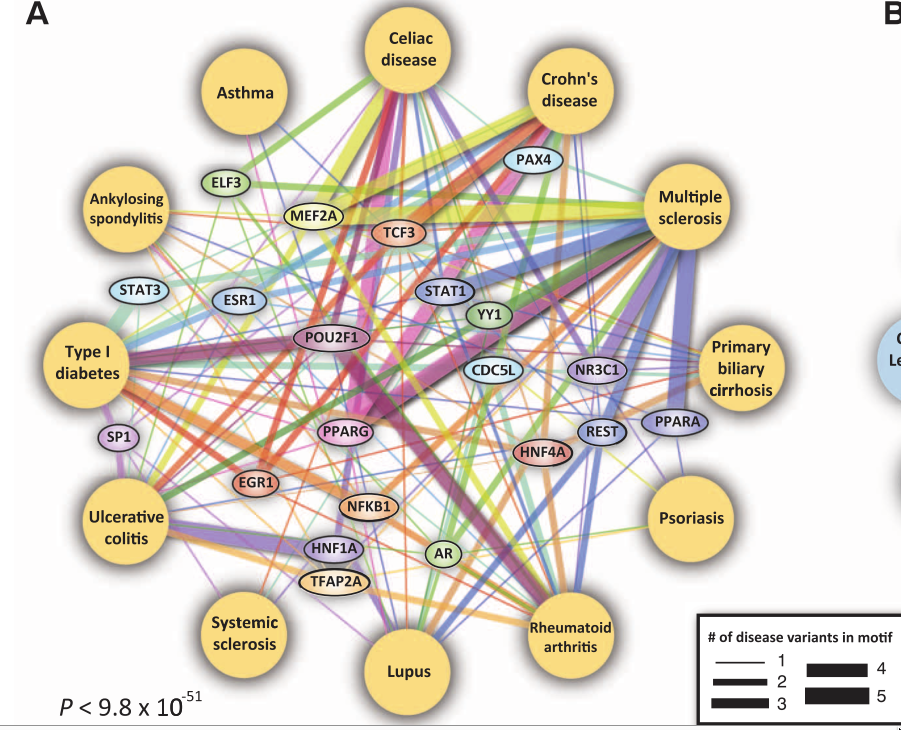 A
B
Celiac
disease
Asthma
Crohn's
disease
PAX4
ELF3
Ankylosing
spondylitis
MEF2A
TCF3
Multiple
sclerosis
STAT3
ESR1
STAT1
YY1
POU2F1
Type I
diabetes
CDC5L
NR3C1
Primary
biliary
cirrhosis
SP1
PPARG
REST
PPARA
HNF4A
EGR1
NFKB1
Ulcerative
colitis
HNF1A
AR
Psoriasis
TFAP2A
Systemic
sclerosis
Lupus
Rheumatoid
arthritis
# of disease variants in motif
1
2
3
4
5
P < 9.8 x 10-51